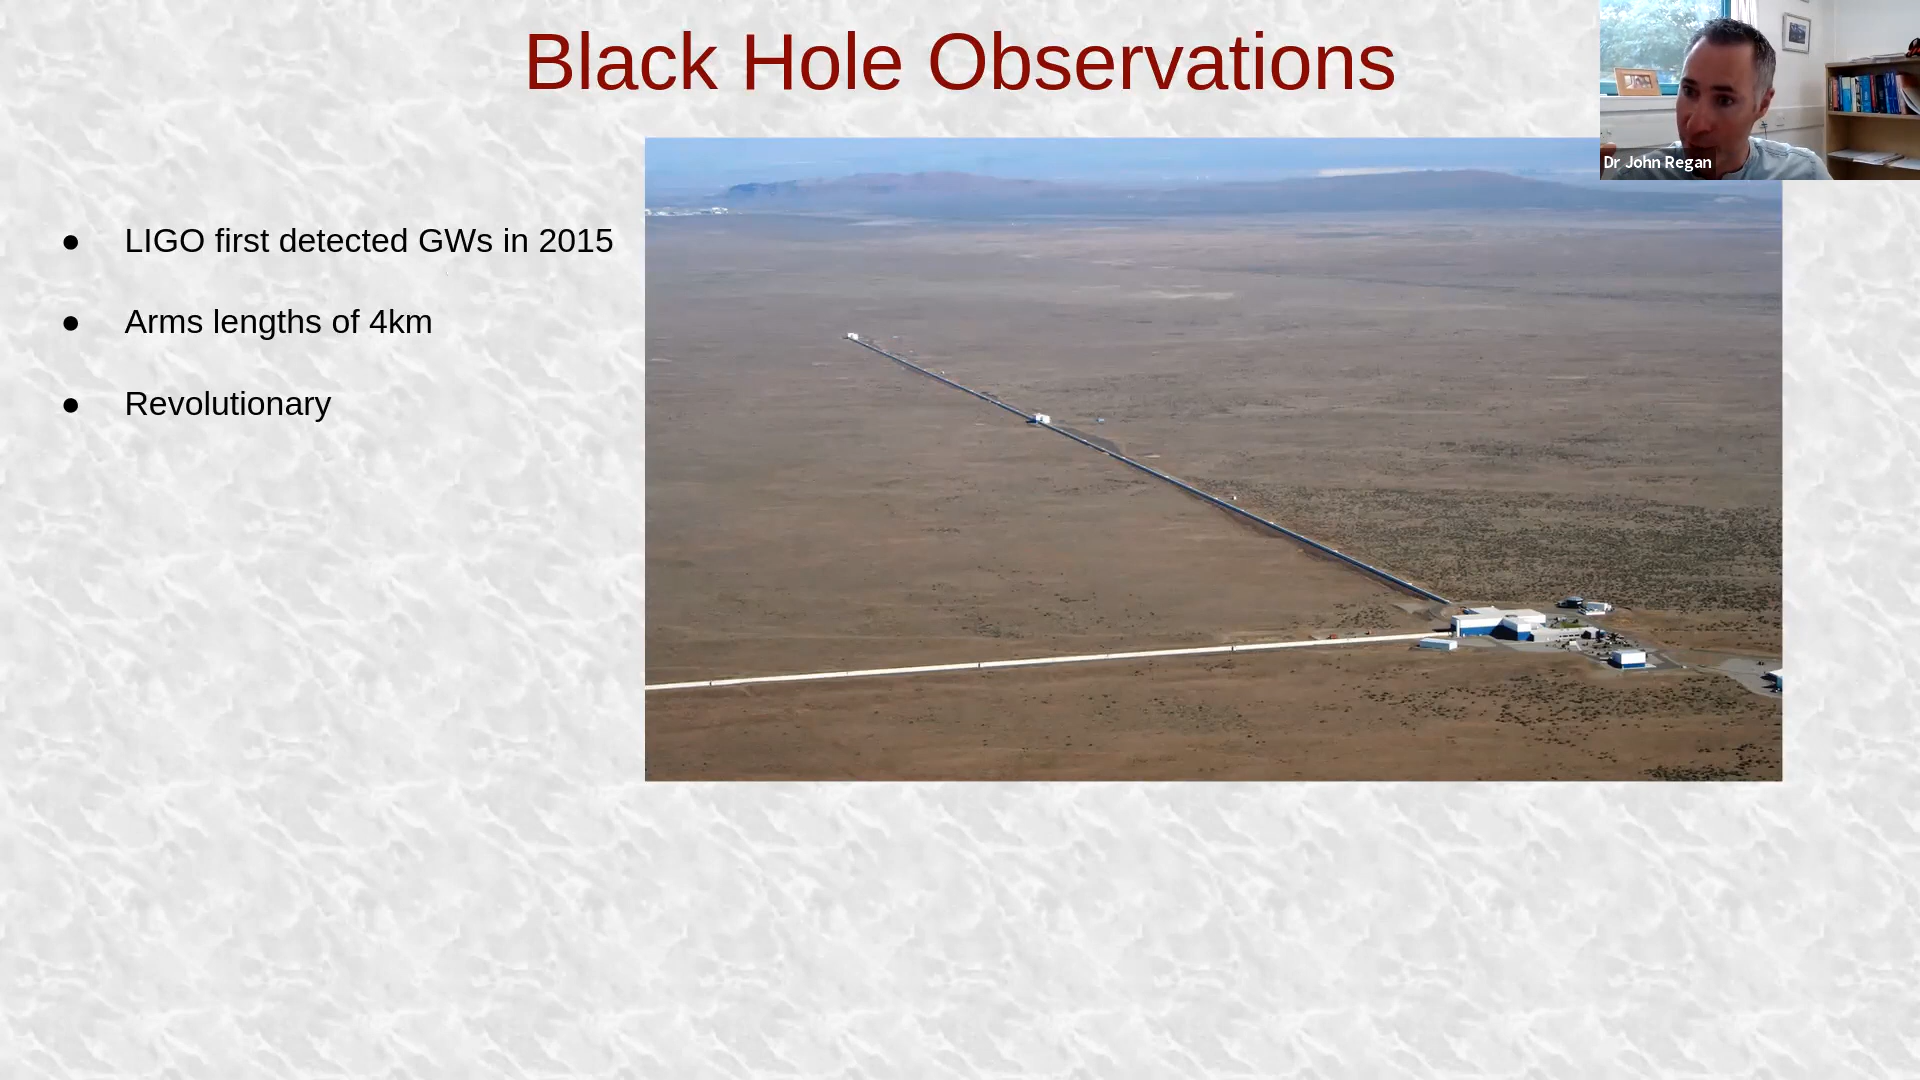 Black Hole Observations
Dr John Regan
● LIGO first detected GWs in 2015
● Arms lengths of 4km
● Revolutionary